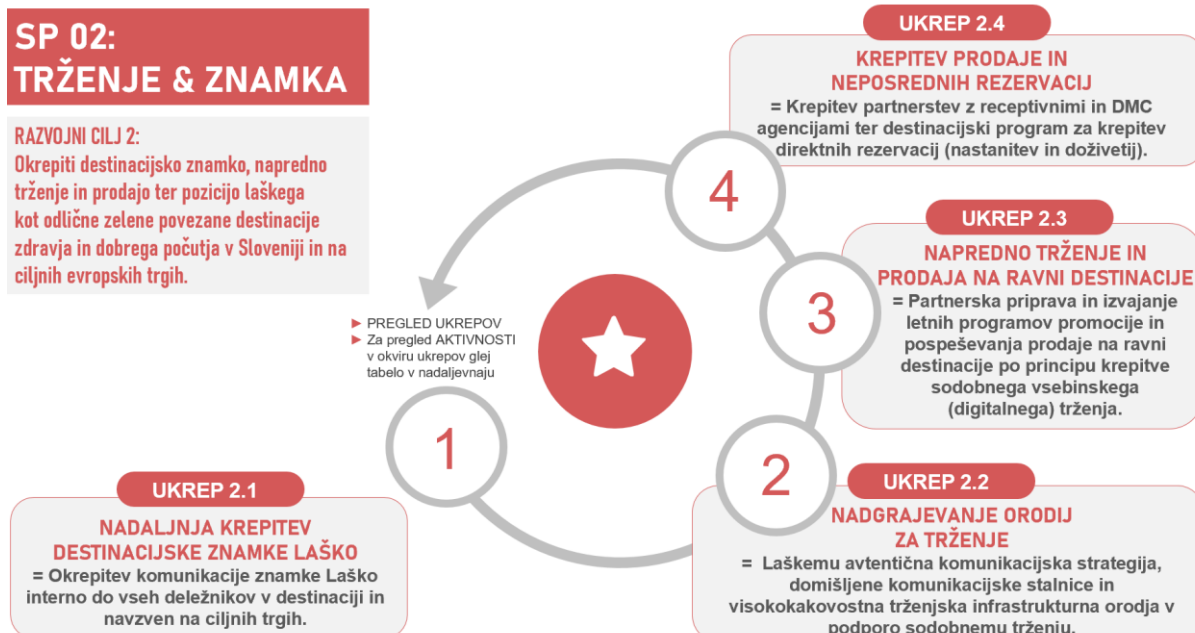 SP 02:
TRŽENJE & ZNAMKA
RAZVOJNI CILJ 2:
Okrepiti destinacijsko znamko, napredno
trženje in prodajo ter pozicijo laškega
kot odlične zelene povezane destinacije
zdravja in dobrega počutja v Sloveniji in na
ciljnih evropskih trgih.
► PREGLED UKREPOV
► Za pregled AKTIVNOSTI
v okviru ukrepov glej
tabelo v nadaljevnaju
1
UKREP 2.1
NADALJNJA KREPITEV
DESTINACIJSKE ZNAMKE LAŠKO
= Okrepitev komunikacije znamke Laško
interno do vseh deležnikov v destinaciji in
navzven na ciljnih trgih.
2
UKREP 2.2
NADGRAJEVANJE ORODIJ
ZA TRŽENJE
= Laškemu avtentična komunikacijska strategija,
domišljene komunikacijske stalnice in
visokokakovostna trženjska infrastrukturna orodja v
podporo sodobnemu trženju.
3
UKREP 2.3
NAPREDNO TRŽENJE IN
PRODAJA NA RAVNI DESTINACIJE
= Partnerska priprava in izvajanje
letnih programov promocije in
pospeševanja prodaje na ravni
destinacije po principu krepitve
sodobnega vsebinskega
(digitalnega) trženja.
4
UKREP 2.4
KREPITEV PRODAJE IN
NEPOSREDNIH REZERVACIJ
= Krepitev partnerstev z receptivnimi in DMC
agencijami ter destinacijski program za krepitev
direktnih rezervacij (nastanitev in doživetij).